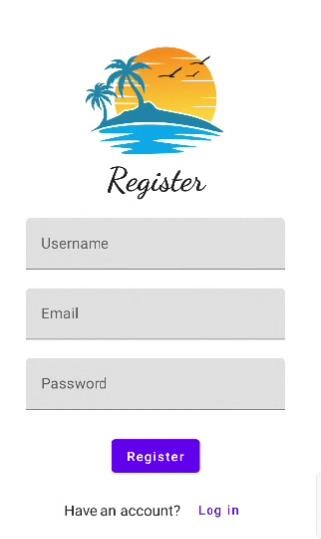 Register
Username
Email
Password
Register
Have an account? Log in